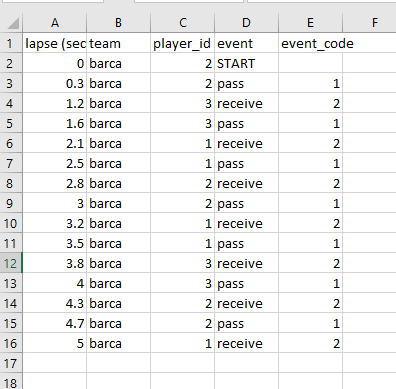 A B C D E F
1 lapse (sec team player_id event event_code
2 0 barca 2 START
3 0.3 barca 2 pass 1
4 1.2 barca 3 receive 2
5 1.6 barca 3 pass 1
6 2.1 barca 1 receive 2
7 2.5 barca 1 pass 1
8 2.8 barca 2 receive 2
9 3 barca 2 pass 1
10 3.2 barca 1 receive 2
11 3.5 barca 1 pass 1
12 3.8 barca 3 receive 2
13 4 barca 3 pass 1
14 4.3 barca 2 receive 2
15 4.7 barca 2 pass 1
16 5 barca 1 receive 2
17
18